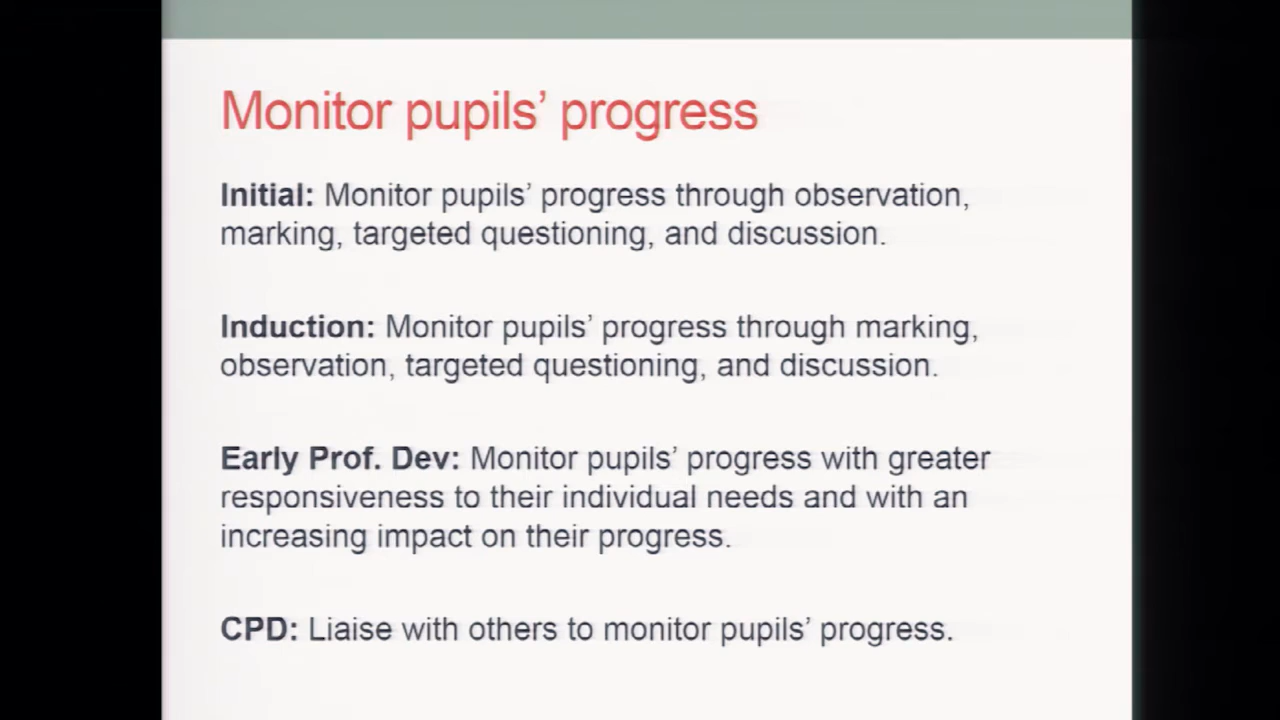 Monitor pupils’ progress
Initial: Monitor pupils’ progress through observation,
marking, targeted questioning, and discussion.
Induction: Monitor pupils’ progress through marking,
observation, targeted questioning, and discussion.
Early Prof. Dev: Monitor pupils’ progress with greater
responsiveness to their individual needs and with an
increasing impact on their progress.
CPD: Liaise with others to monitor pupils’ progress.